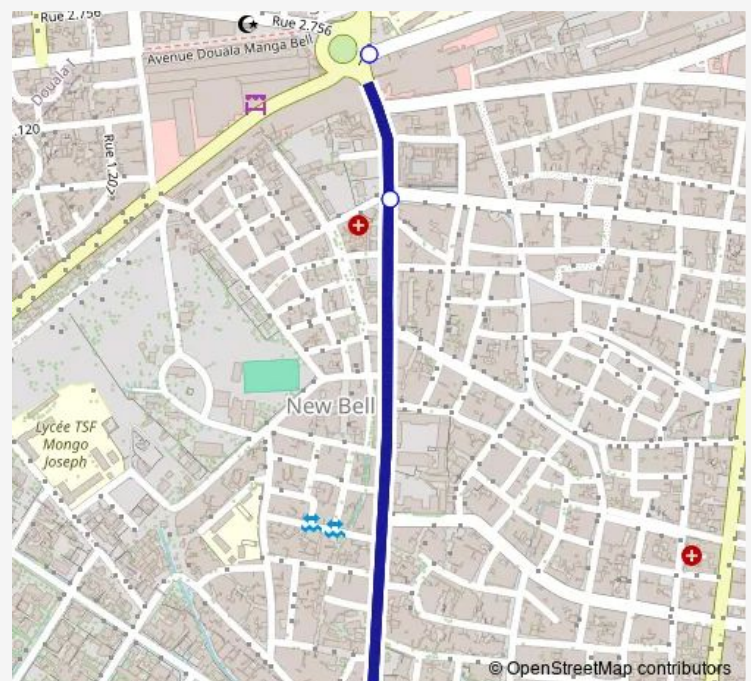 Rue 2.756
Rue 2.756
Avenue Douala Manga Bell
Douala I
.120
Rue 1.202
New Bell
Lycée TSF
Mongo
Joseph
© OpenStreetMap contributors